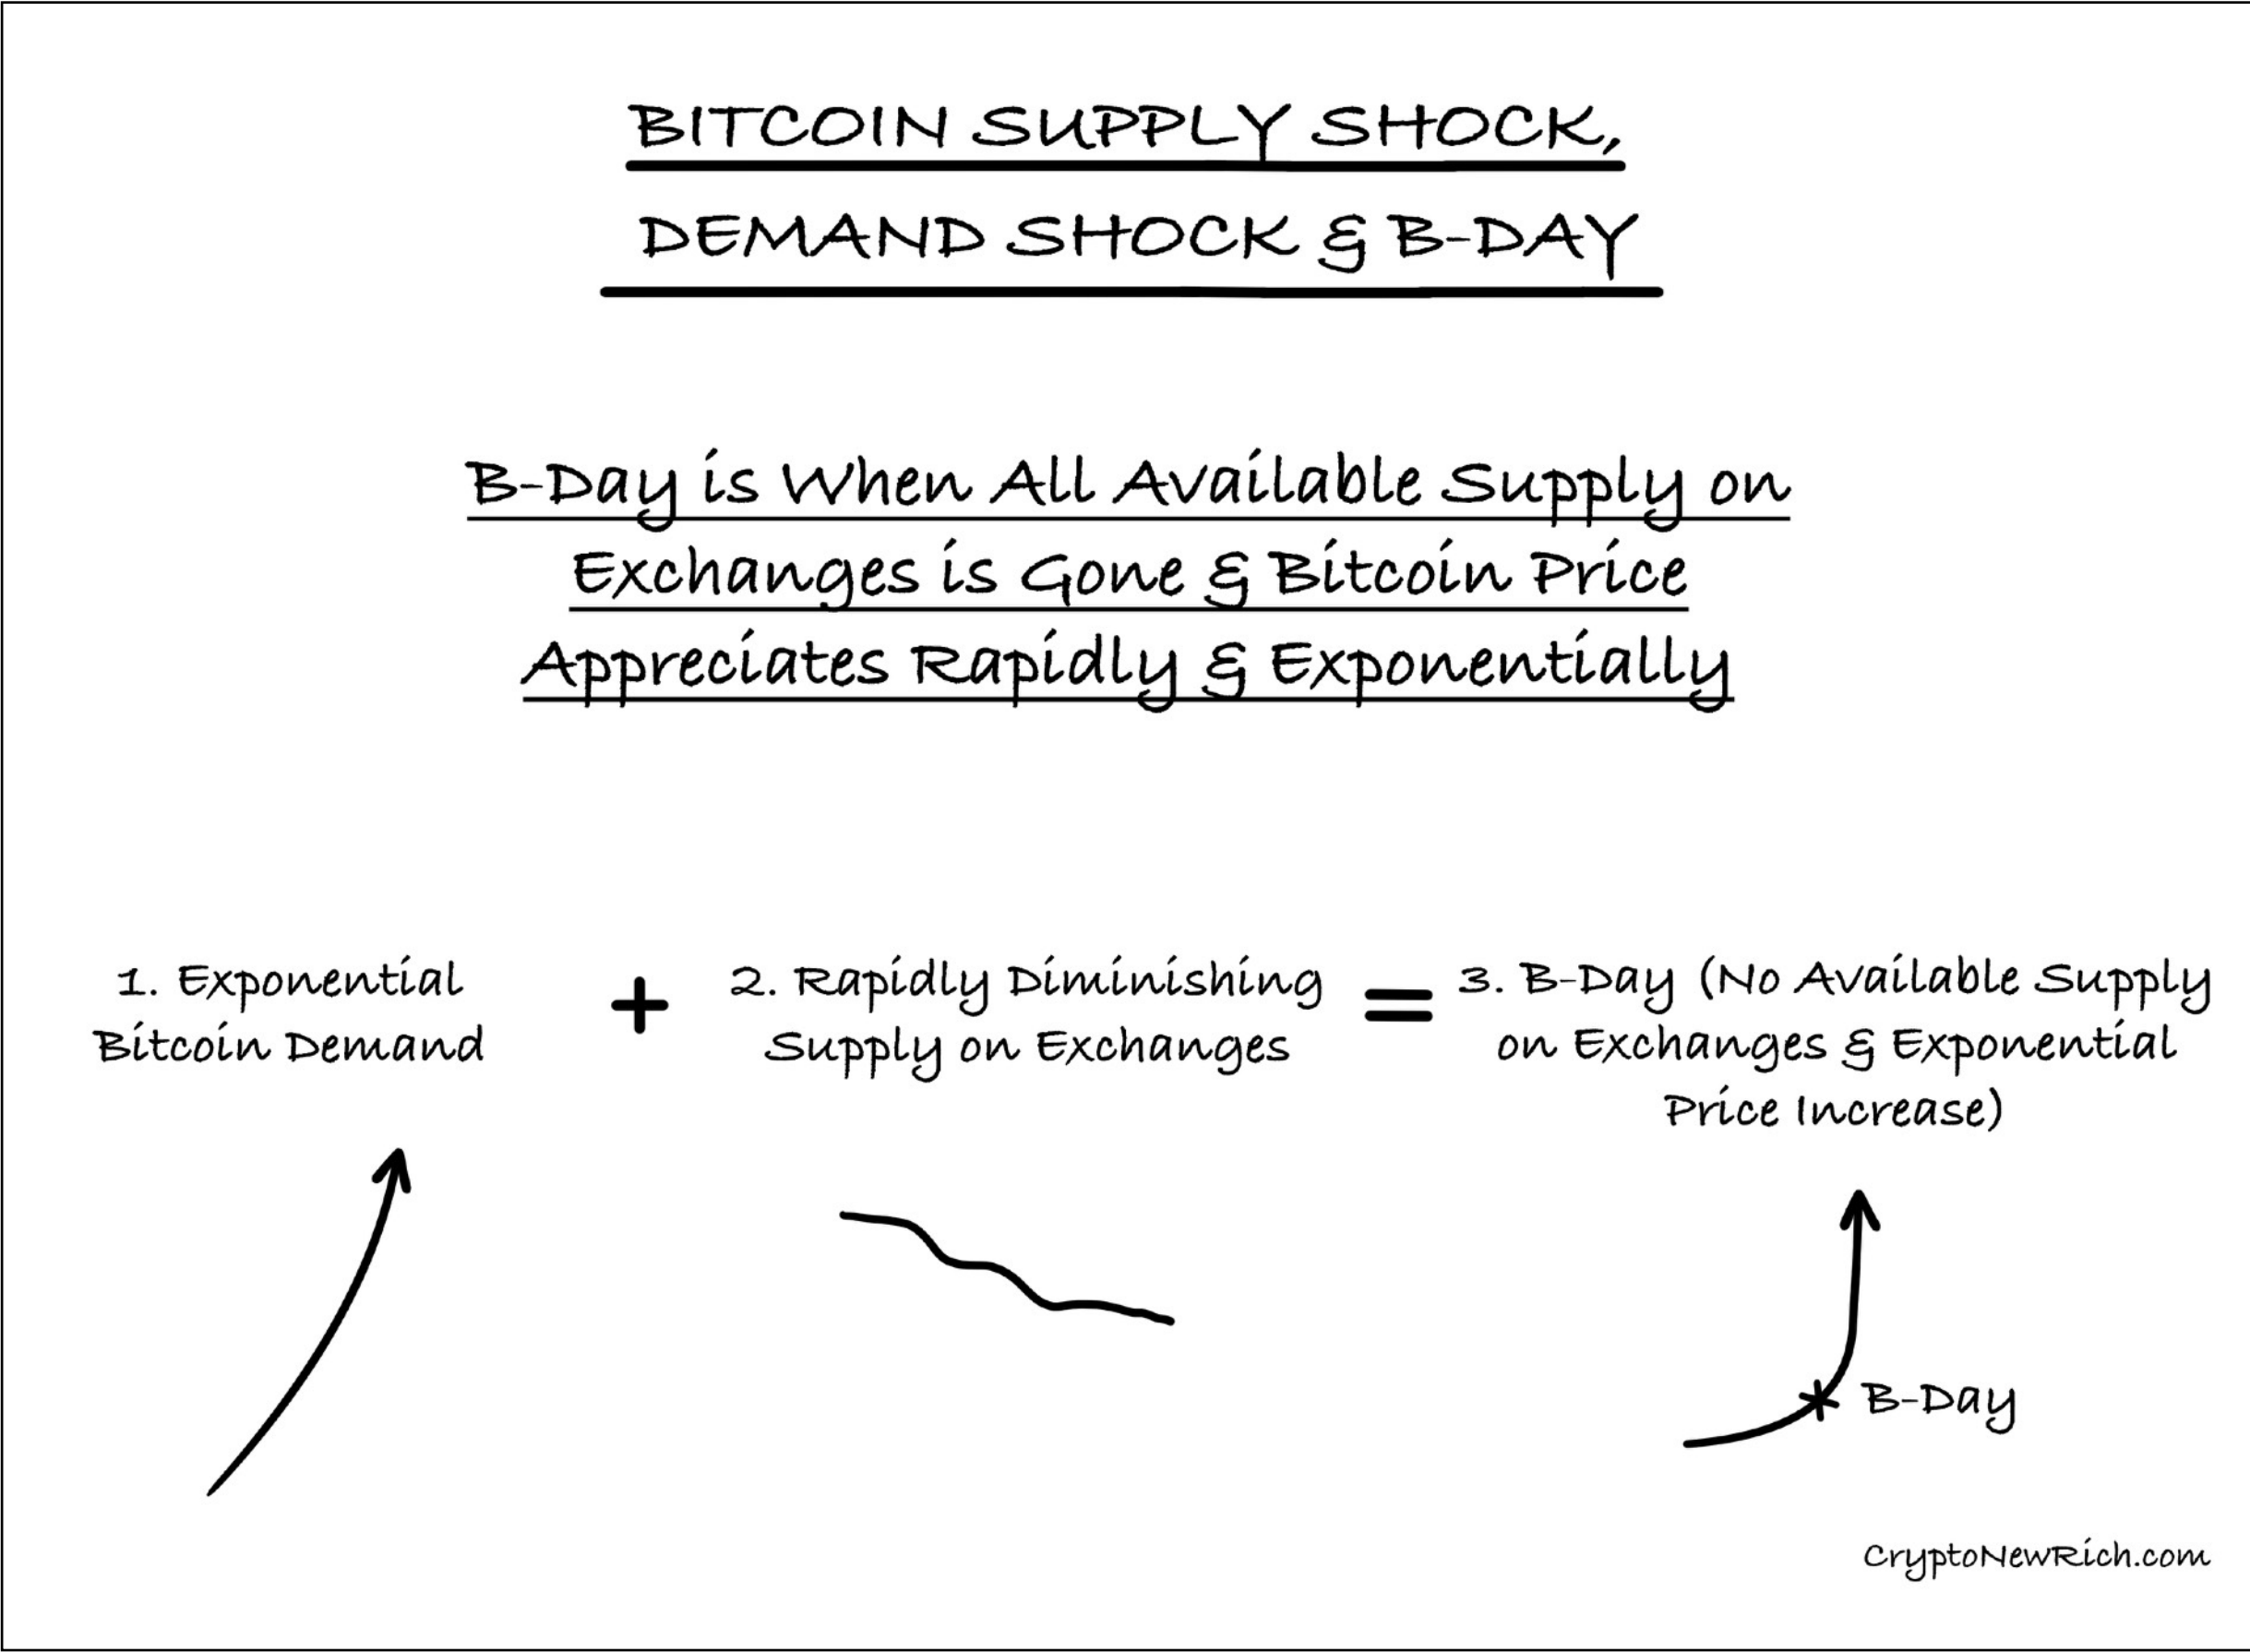 BITCOIN SUPPLY SHOCK,
DEMAND SHOCK & B-DAY
B-Day is When All Available Supply on
Exchanges is Gone & Bitcoin Price
Appreciates Rapidly & Exponentially
1. Exponential
Bitcoin Demand
+
2. Rapidly Diminishing
Supply on Exchanges
=
3. B-Day (No Available Supply
on Exchanges & Exponential
Price Increase)
B-Day
CryptoNewRich.com